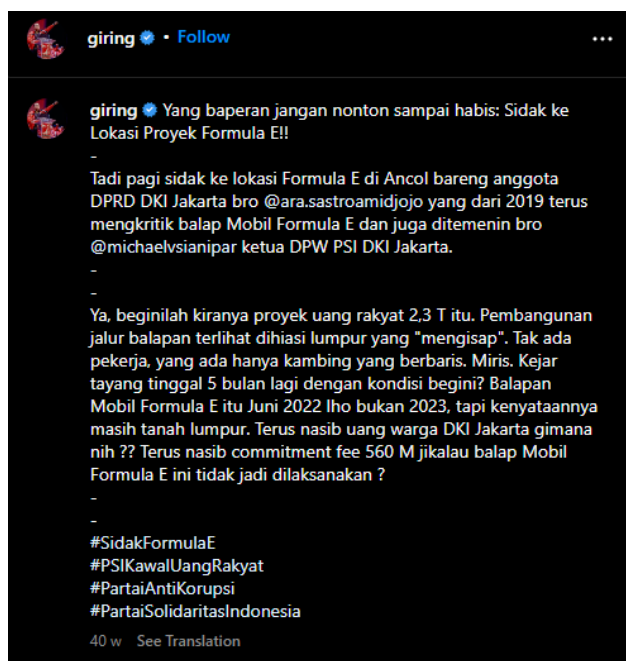 giring • Follow
giring Yang baperan jangan nonton sampai habis: Sidak ke
Lokasi Proyek Formula E!!
-
Tadi pagi sidak ke lokasi Formula E di Ancol bareng anggota
DPRD DKI Jakarta bro @ara.sastroamidjojo yang dari 2019 terus
mengkritik balap Mobil Formula E dan juga ditemenin bro
@michaelvsianipar ketua DPW PSI DKI Jakarta.
-
-
Ya, beginilah kiranya proyek uang rakyat 2,3 T itu. Pembangunan
jalur balapan terlihat dihiasi lumpur yang "mengisap". Tak ada
pekerja, yang ada hanya kambing yang berbaris. Miris. Kejar
tayang tinggal 5 bulan lagi dengan kondisi begini? Balapan
Mobil Formula E itu Juni 2022 lho bukan 2023, tapi kenyataannya
masih tanah lumpur. Terus nasib uang warga DKI Jakarta gimana
nih ?? Terus nasib commitment fee 560 M jikalau balap Mobil
Formula E ini tidak jadi dilaksanakan ?
-
-
#SidakFormulaE
#PSIKawalUangRakyat
#PartaiAntiKorupsi
#PartaiSolidaritasIndonesia
40 w See Translation